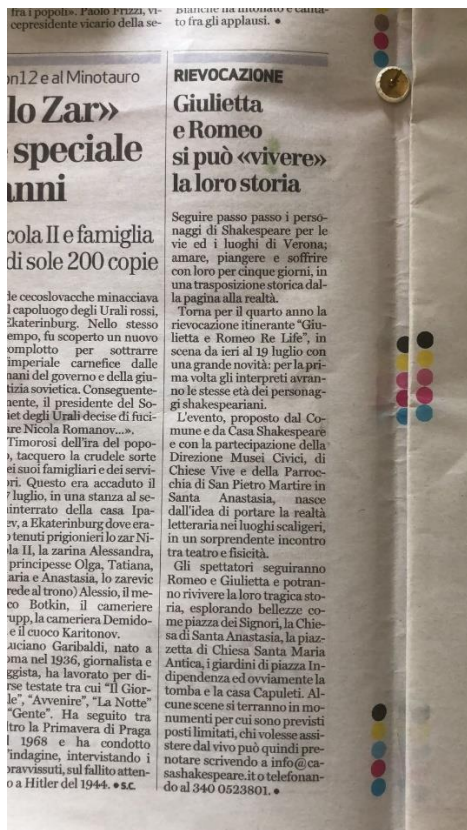 fra i popoli». Paolo Frizzi, vi-
cepresidente vicario della se-
on12 e al Minotauro
lo Zar»
speciale
anni
cola II e famiglia
di sole 200 copie
de cecoslovacche minacciava
l capoluogo degli Urali rossi,
Ekaterinburg. Nello stesso
empo, fu scoperto un nuovo
complotto per sottrarre
imperiale carnefice dalle
mani del governo e della giu-
tizia sovietica. Conseguente-
mente, il presidente del So-
iet degli Urali decise di fuci-
are Nicola Romanov...».
Timorosi dell'ira del popo-
o, tacquero la crudele sorte
ei suoi famigliari e dei servi-
ori. Questo era accaduto il
7 luglio, in una stanza al se-
interrato della casa Ipa-
ev, a Ekaterinburg dove era-
o tenuti prigionieri lo zar Ni-
ola II, la zarina Alessandra,
principesse Olga, Tatiana,
aria e Anastasia, lo zarevic
rede al trono) Alessio, il me-
co Botkin, il cameriere
rupp, la cameriera Demido-
e il cuoco Karitonov.
Luciano Garibaldi, nato a
oma nel 1936, giornalista e
ggista, ha lavorato per di-
rse testate tra cui "Il Gior-
le", "Avvenire", "La Notte"
"Gente". Ha seguito tra
ltro la Primavera di Praga
l 1968 e ha condotto
l'indagine, intervistando i
pravvissuti, sul fallito atten-
o a Hitler del 1944. • S.C.
Bianche ha intonato e canta-
to fra gli applausi. •
RIEVOCAZIONE
Giulietta
e Romeo
si può «vivere»
la loro storia
Seguire passo passo i perso-
naggi di Shakespeare per le
vie ed i luoghi di Verona;
amare, piangere e soffrire
con loro per cinque giorni, in
una trasposizione storica dal-
la pagina alla realtà.
Torna per il quarto anno la
rievocazione itinerante "Giu-
lietta e Romeo Re Life", in
scena da ieri al 19 luglio con
una grande novità: per la pri-
ma volta gli interpreti avran-
no le stesse età dei personag-
gi shakespeariani.
L'evento, proposto dal Co-
mune e da Casa Shakespeare
e con la partecipazione della
Direzione Musei Civici, di
Chiese Vive e della Parroc-
chia di San Pietro Martire in
Santa Anastasia, nasce
dall'idea di portare la realtà
letteraria nei luoghi scaligeri,
in un sorprendente incontro
tra teatro e fisicità.
Gli spettatori seguiranno
Romeo e Giulietta e potran-
no rivivere la loro tragica sto-
ria, esplorando bellezze co-
me piazza dei Signori, la Chie-
sa di Santa Anastasia, la piaz-
zetta di Chiesa Santa Maria
Antica, i giardini di piazza In-
dipendenza ed ovviamente la
tomba e la casa Capuleti. Al-
cune scene si terranno in mo-
numenti per cui sono previsti
posti limitati, chi volesse assi-
stere dal vivo può quindi pre-
notare scrivendo a info@ca-
sashakespeare.it o telefonan-
do al 340 0523801. •